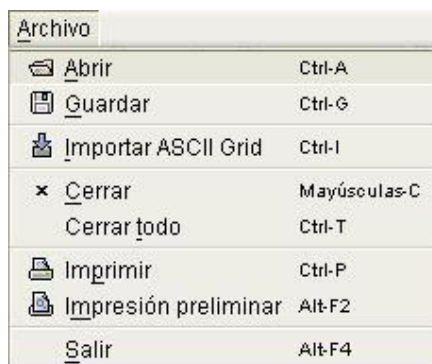 Archivo
Abrir Ctrl-A
Guardar Ctrl-G
Importar ASCII Grid Ctrl-I
Cerrar Mayúsculas-C
Cerrar todo Ctrl-T
Imprimir Ctrl-P
Impresión preliminar Alt-F2
Salir Alt-F4